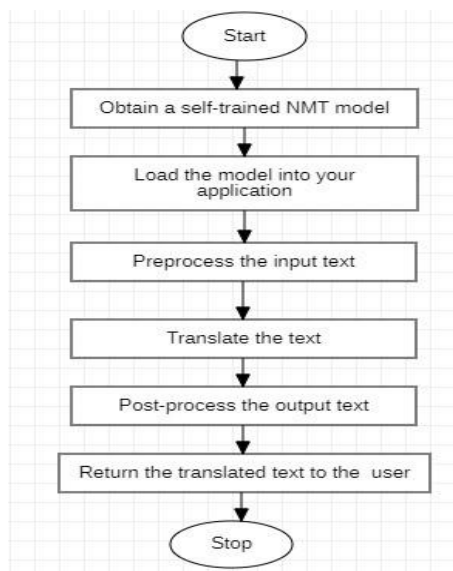 Start
Obtain a self-trained NMT model
Load the model into your
application
Preprocess the input text
Translate the text
Post-process the output text
Return the translated text to the user
Stop